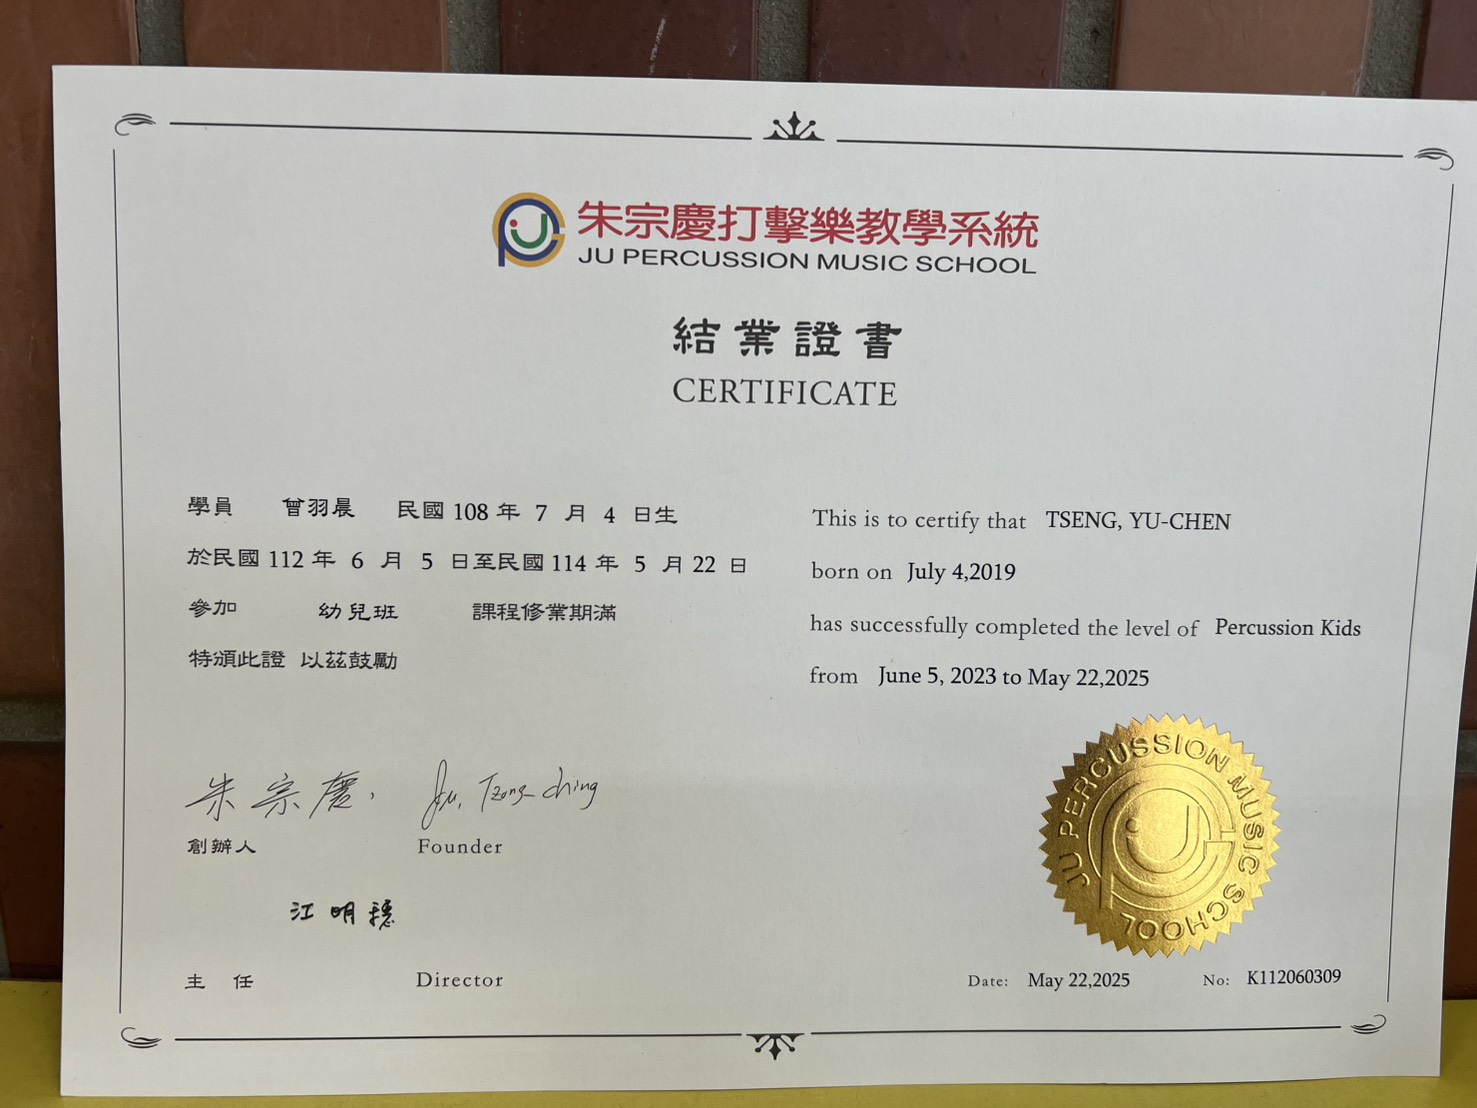 朱宗慶打擊樂教學系統
JU PERCUSSION MUSIC SCHOOL
結業證書
CERTIFICATE
學員 曾羽晨 民國 108 年 7 月 4 日生
於民國 112 年 6 月 5 日至民國 114 年 5 月 22 日
參加 幼兒班 課程修業期滿
特頒此證 以茲鼓勵
This is to certify that TSENG, YU-CHEN
born on July 4,2019
has successfully completed the level of Percussion Kids
from June 5, 2023 to May 22,2025
朱宗慶, Ju, Tzong-ching
創辦人 Founder
江明穗
主 任 Director
JU PERCUSSION MUSIC SCHOOL
Date: May 22,2025 No: K112060309